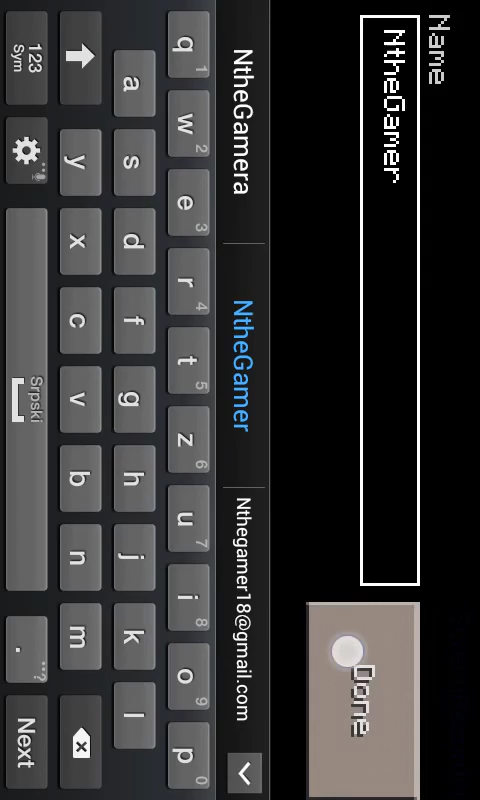 Name
NtheGamer
Done
NtheGamera NtheGamer Nthegamer18@gmail.com
q 1 w 2 e 3 r 4 t 5 z 6 u 7 i 8 o 9 p 0
a s d f g h j k l
y x c v b n m
123 Sym Srpski . ..? Next